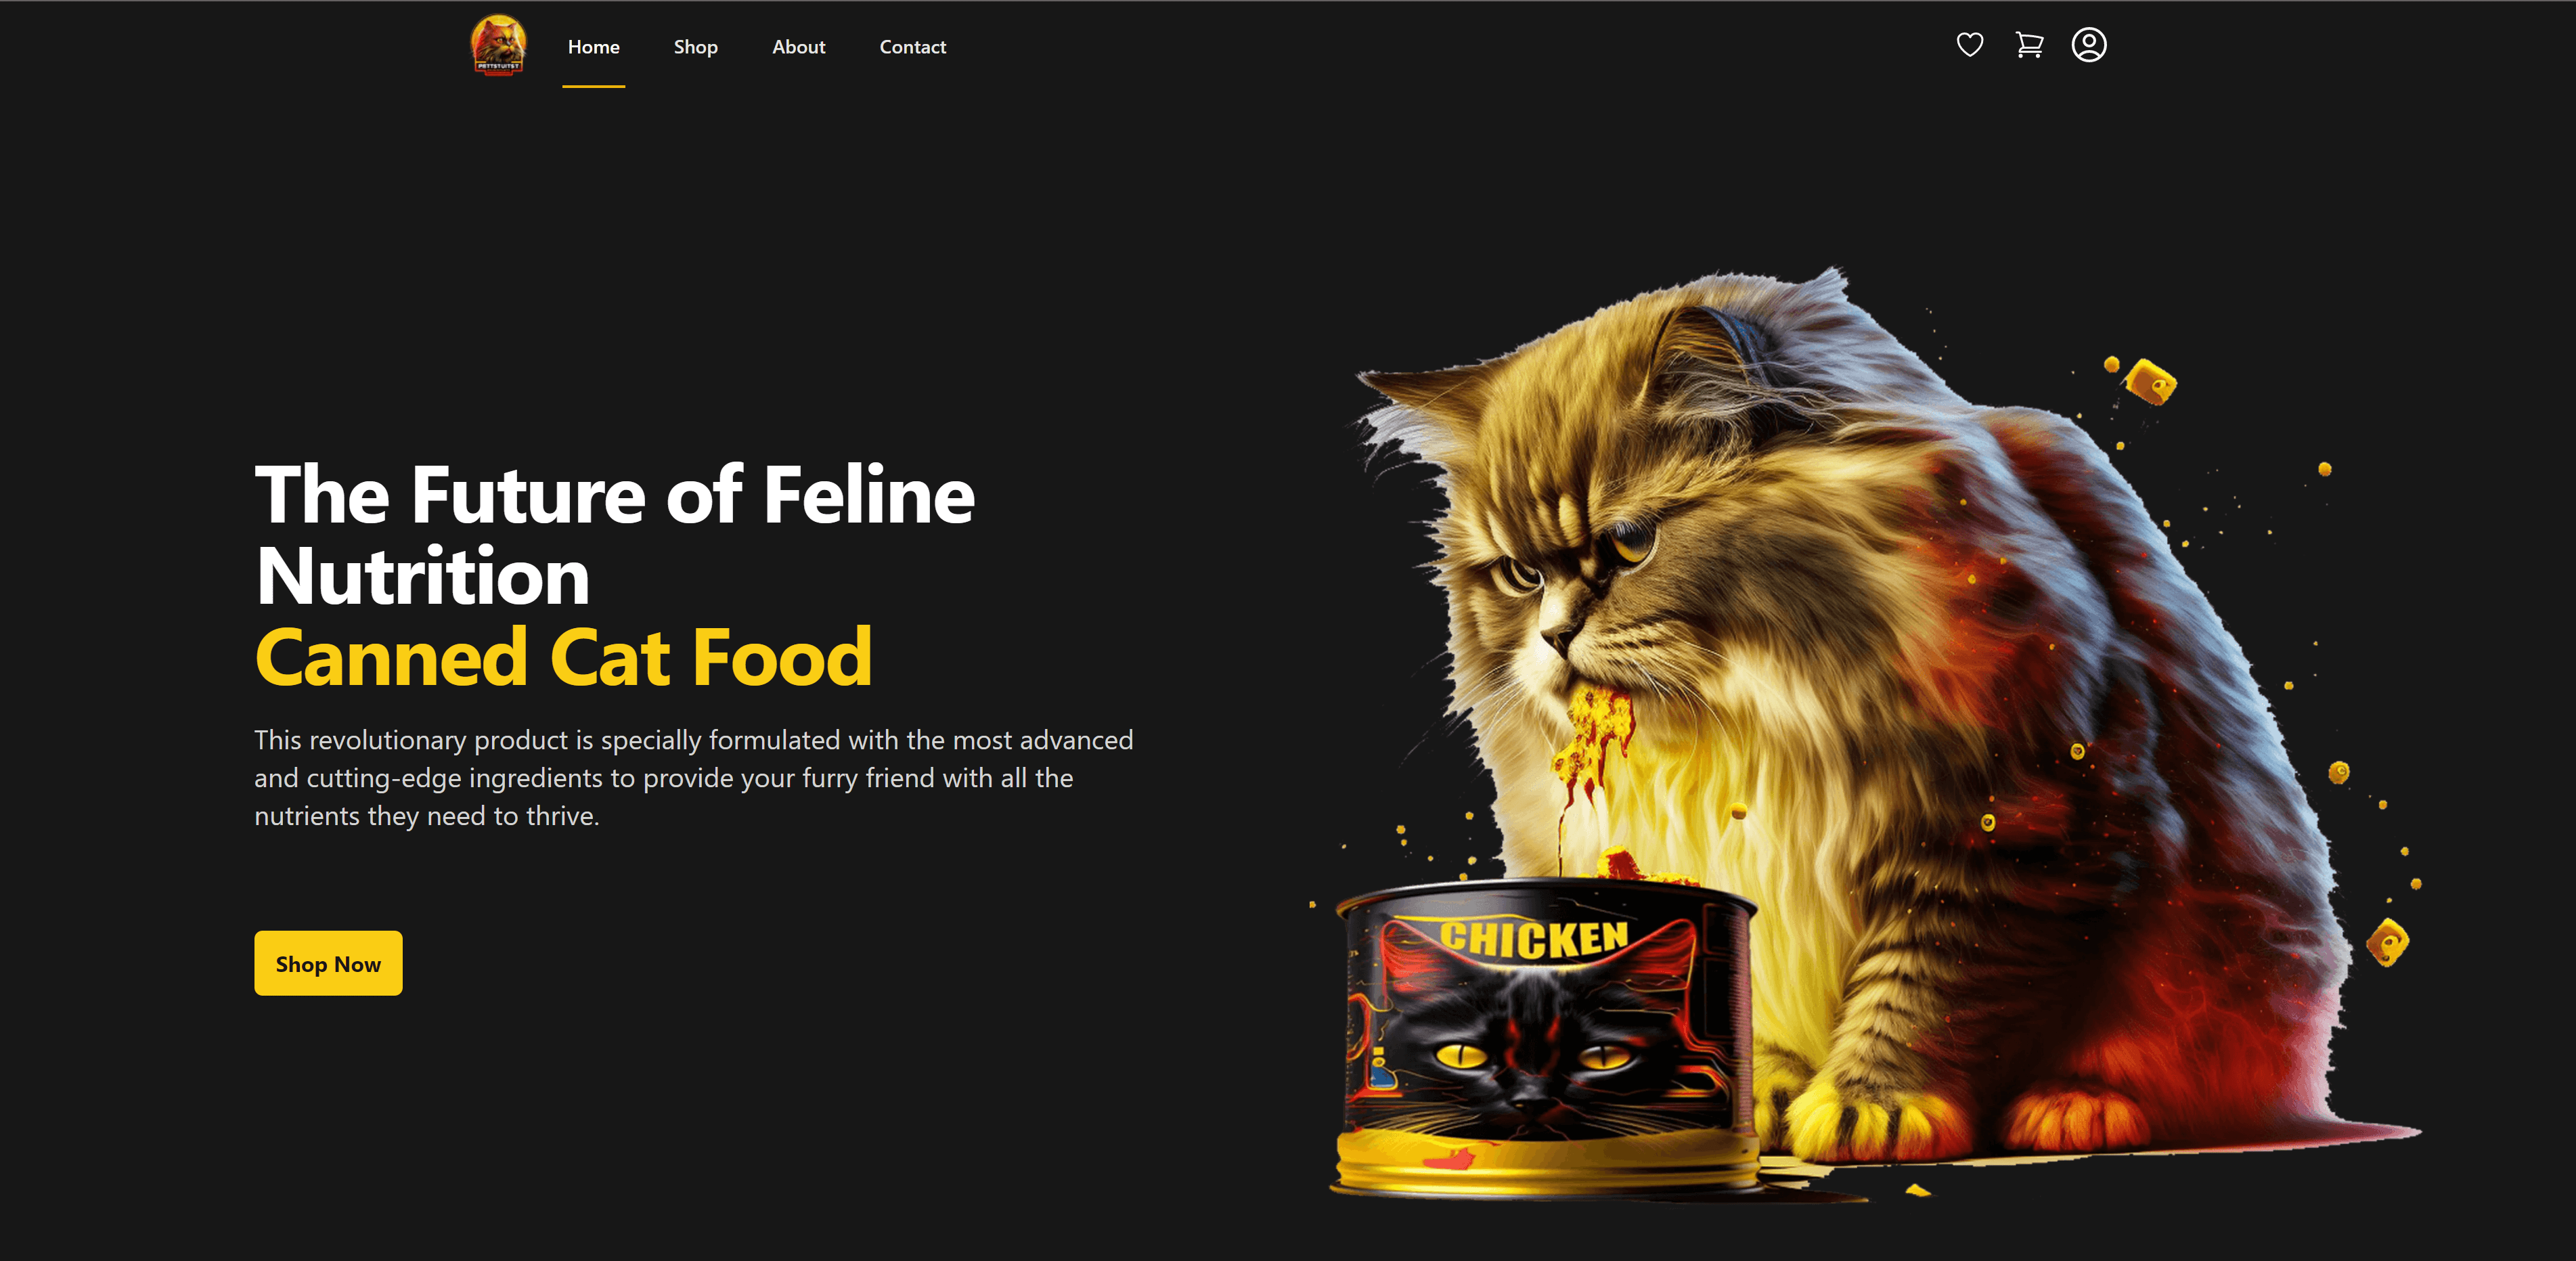 Home
Shop
About
Contact
The Future of Feline
Nutrition
Canned Cat Food
This revolutionary product is specially formulated with the most advanced
and cutting-edge ingredients to provide your furry friend with all the
nutrients they need to thrive.
Shop Now
CHICKEN